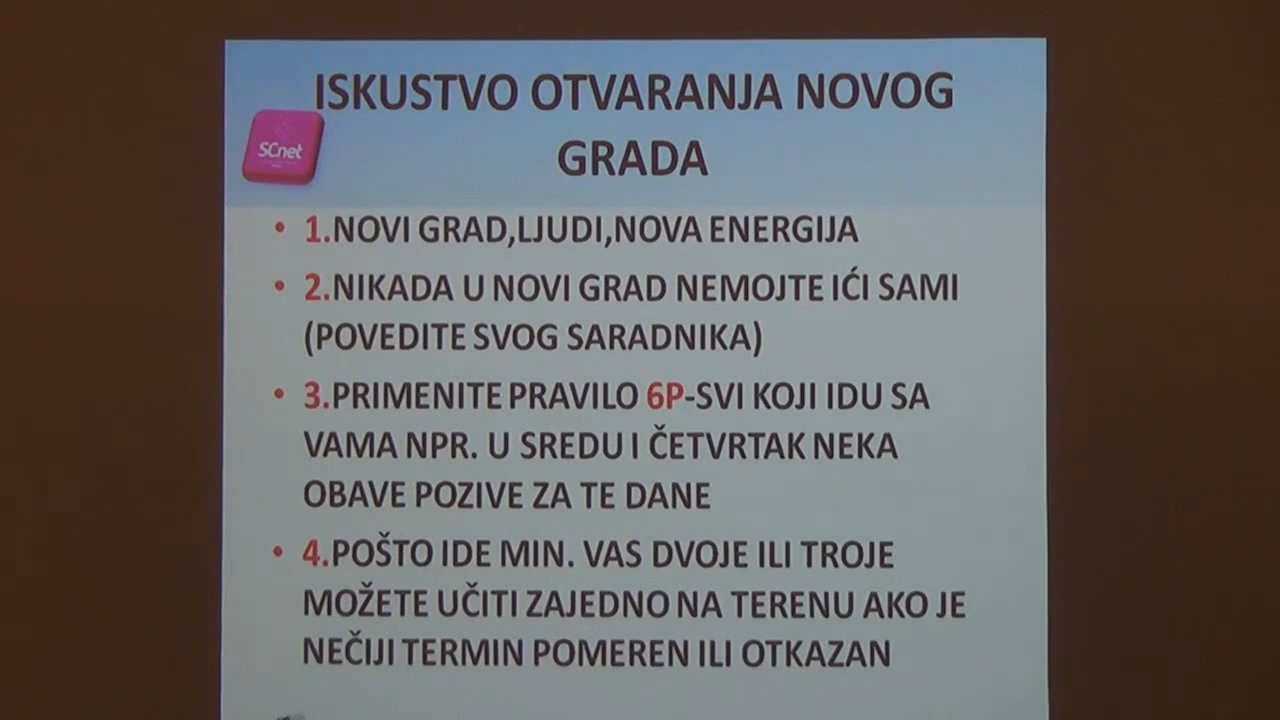 ISKUSTVO OTVARANJA NOVOG
GRADA
SCnet
• 1.NOVI GRAD,LJUDI,NOVA ENERGIJA
• 2.NIKADA U NOVI GRAD NEMOJTE IĆI SAMI
(POVEDITE SVOG SARADNIKA)
• 3.PRIMENITE PRAVILO 6P-SVI KOJI IDU SA
VAMA NPR. U SREDU I ČETVRTAK NEKA
OBAVE POZIVE ZA TE DANE
• 4.POŠTO IDE MIN. VAS DVOJE ILI TROJE
MOŽETE UČITI ZAJEDNO NA TERENU AKO JE
NEČIJI TERMIN POMEREN ILI OTKAZAN